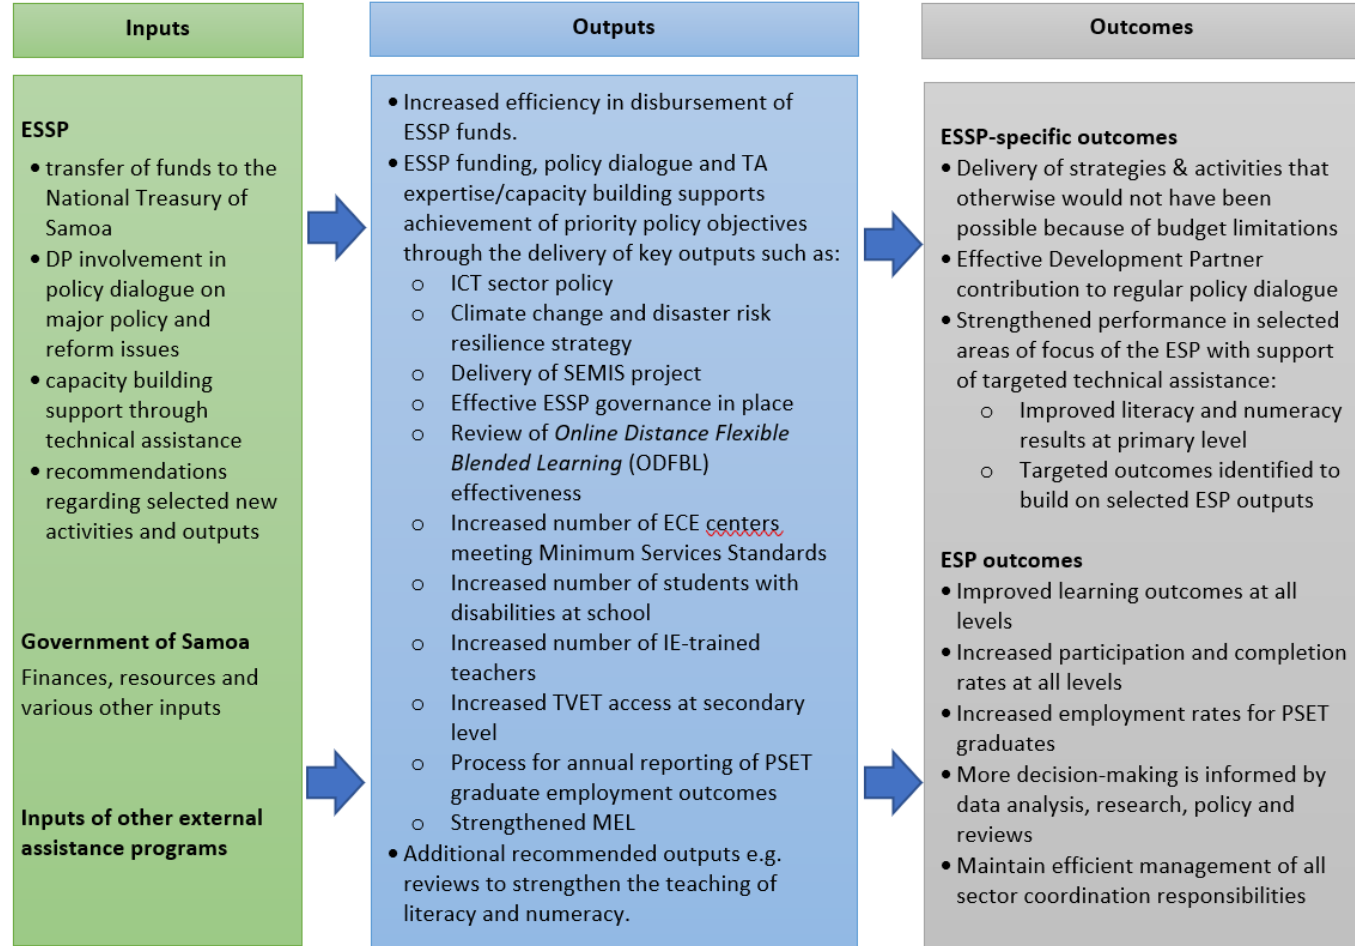 Inputs
Outputs
Outcomes
ESSP
• transfer of funds to the
National Treasury of
Samoa
• DP involvement in
policy dialogue on
major policy and
reform issues
• capacity building
support through
technical assistance
• recommendations
regarding selected new
activities and outputs
Government of Samoa
Finances, resources and
various other inputs
Inputs of other external
assistance programs
• Increased efficiency in disbursement of
ESSP funds.
• ESSP funding, policy dialogue and TA
expertise/capacity building supports
achievement of priority policy objectives
through the delivery of key outputs such as:
o ICT sector policy
o Climate change and disaster risk
resilience strategy
o Delivery of SEMIS project
o Effective ESSP governance in place
o Review of Online Distance Flexible
Blended Learning (ODFBL)
effectiveness
o Increased number of ECE centers
meeting Minimum Services Standards
o Increased number of students with
disabilities at school
o Increased number of IE-trained
teachers
o Increased TVET access at secondary
level
o Process for annual reporting of PSET
graduate employment outcomes
o Strengthened MEL
• Additional recommended outputs e.g.
reviews to strengthen the teaching of
literacy and numeracy.
ESSP-specific outcomes
• Delivery of strategies & activities that
otherwise would not have been
possible because of budget limitations
• Effective Development Partner
contribution to regular policy dialogue
• Strengthened performance in selected
areas of focus of the ESP with support
of targeted technical assistance:
o Improved literacy and numeracy
results at primary level
o Targeted outcomes identified to
build on selected ESP outputs
ESP outcomes
• Improved learning outcomes at all
levels
• Increased participation and completion
rates at all levels
• Increased employment rates for PSET
graduates
• More decision-making is informed by
data analysis, research, policy and
reviews
• Maintain efficient management of all
sector coordination responsibilities